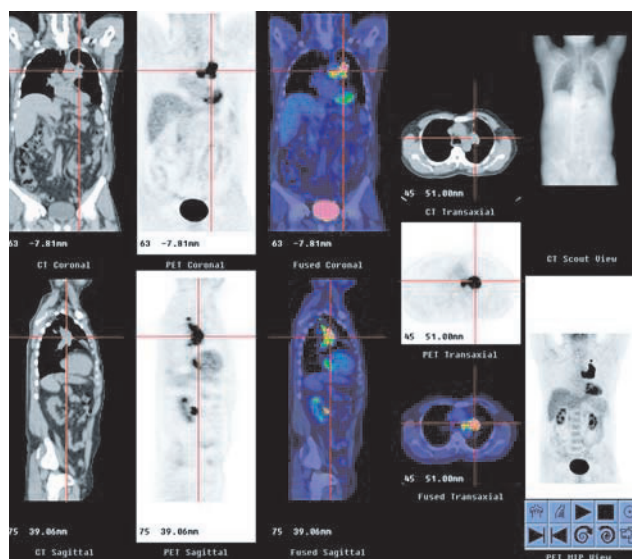 63 -7.81mm
CT Coronal
63 -7.81mm
PET Coronal
63 -7.81mm
Fused Coronal
45 51.00mm
CT Transaxial
CT Scout View
45 51.00mm
PET Transaxial
75 39.06mm
CT Sagittal
75 39.06mm
PET Sagittal
75 39.06mm
Fused Sagittal
45 51.00mm
Fused Transaxial
PET MIP View